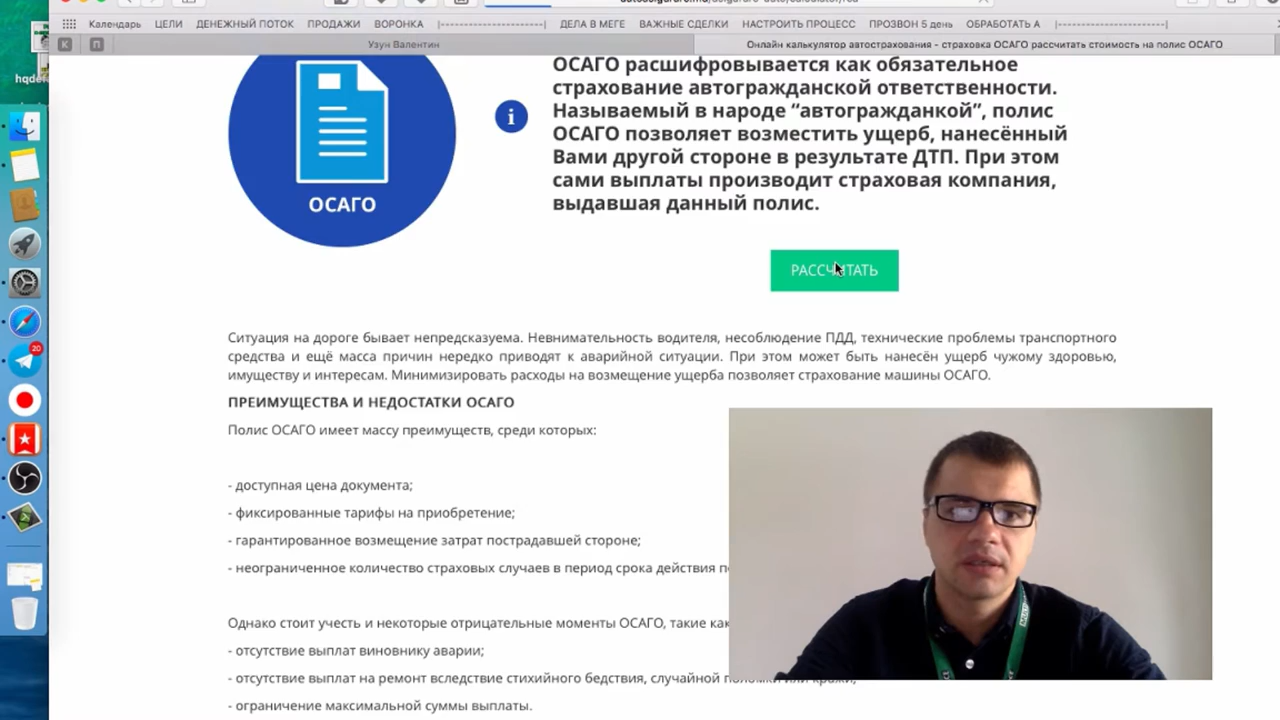 Календарь ЦЕЛИ ДЕНЕЖНЫЙ ПОТОК ПРОДАЖИ ВОРОНКА |--------------------------| ДЕЛА В МЕГЕ ВАЖНЫЕ СДЕЛКИ НАСТРОИТЬ ПРОЦЕСС ПРОЗВОН 5 день ОБРАБОТАТЬ А |--------------------------|
К П Узун Валентин Онлайн калькулятор автострахования - страховка ОСАГО рассчитать стоимость на полис ОСАГО
hqdef
20
ОСАГО
i
ОСАГО расшифровывается как обязательное
страхование автогражданской ответственности.
Называемый в народе “автогражданкой”, полис
ОСАГО позволяет возместить ущерб, нанесённый
Вами другой стороне в результате ДТП. При этом
сами выплаты производит страховая компания,
выдавшая данный полис.
РАССЧИТАТЬ
Ситуация на дороге бывает непредсказуема. Невнимательность водителя, несоблюдение ПДД, технические проблемы транспортного
средства и ещё масса причин нередко приводят к аварийной ситуации. При этом может быть нанесён ущерб чужому здоровью,
имуществу и интересам. Минимизировать расходы на возмещение ущерба позволяет страхование машины ОСАГО.
ПРЕИМУЩЕСТВА И НЕДОСТАТКИ ОСАГО
Полис ОСАГО имеет массу преимуществ, среди которых:
- доступная цена документа;
- фиксированные тарифы на приобретение;
- гарантированное возмещение затрат пострадавшей стороне;
- неограниченное количество страховых случаев в период срока действия
Однако стоит учесть и некоторые отрицательные моменты ОСАГО, такие как
- отсутствие выплат виновнику аварии;
- отсутствие выплат на ремонт вследствие стихийного бедствия, случайной поломки или кражи;
- ограничение максимальной суммы выплаты.